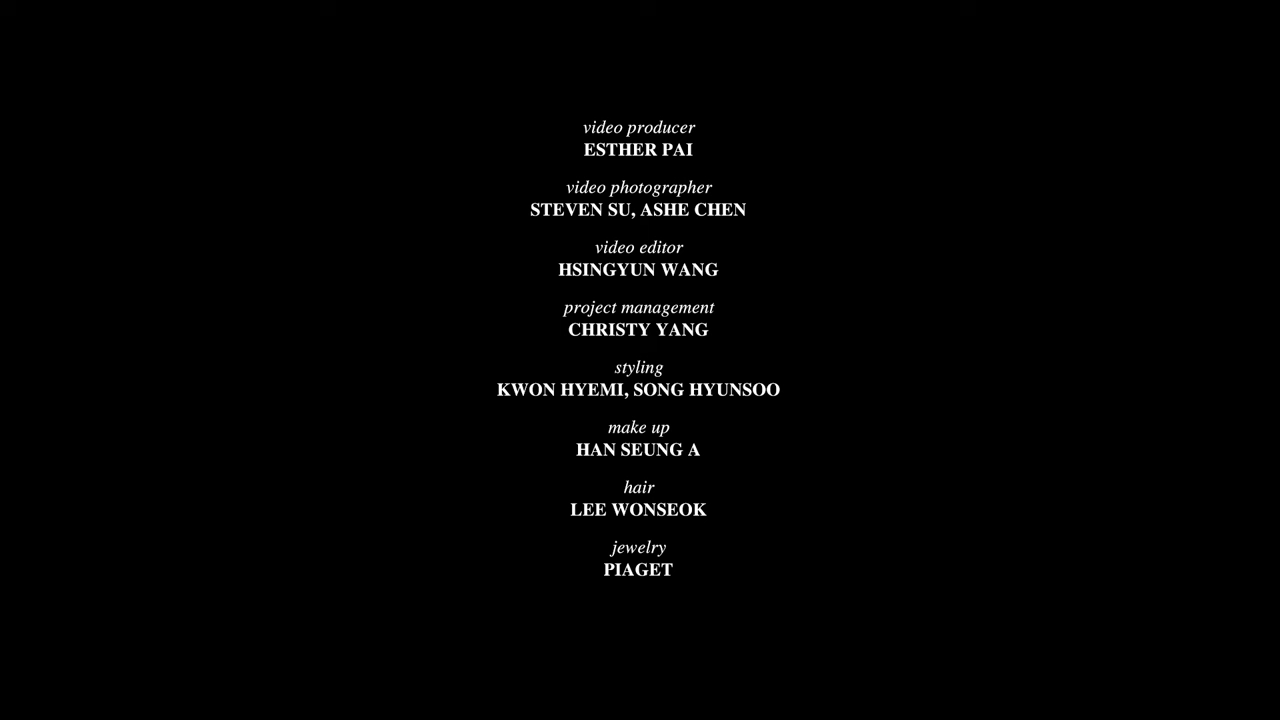 video producer
ESTHER PAI
video photographer
STEVEN SU, ASHE CHEN
video editor
HSINGYUN WANG
project management
CHRISTY YANG
styling
KWON HYEMI, SONG HYUNSOO
make up
HAN SEUNG A
hair
LEE WONSEOK
jewelry
PIAGET